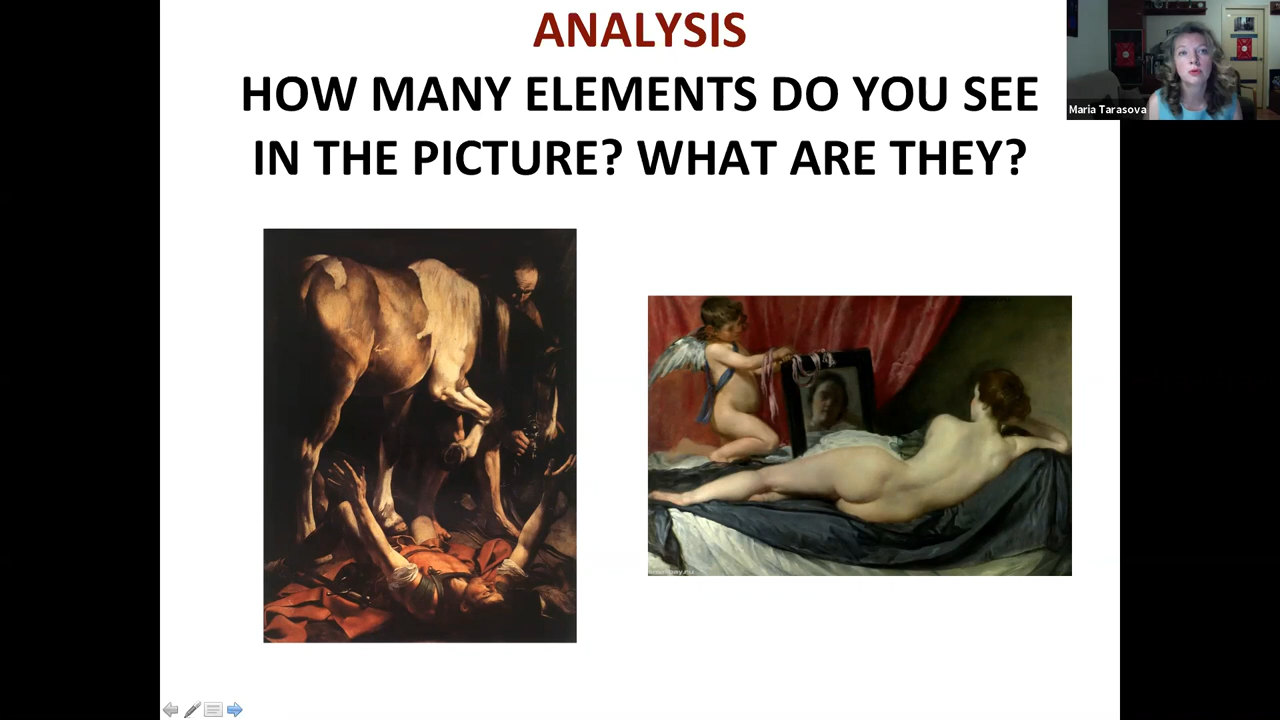 ANALYSIS
HOW MANY ELEMENTS DO YOU SEE
IN THE PICTURE? WHAT ARE THEY?
Maria Tarasova